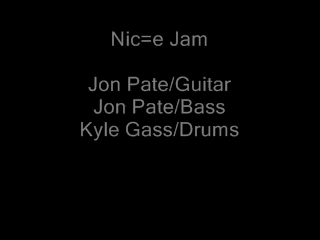 Nic=e Jam
Jon Pate/Guitar
Jon Pate/Bass
Kyle Gass/Drums